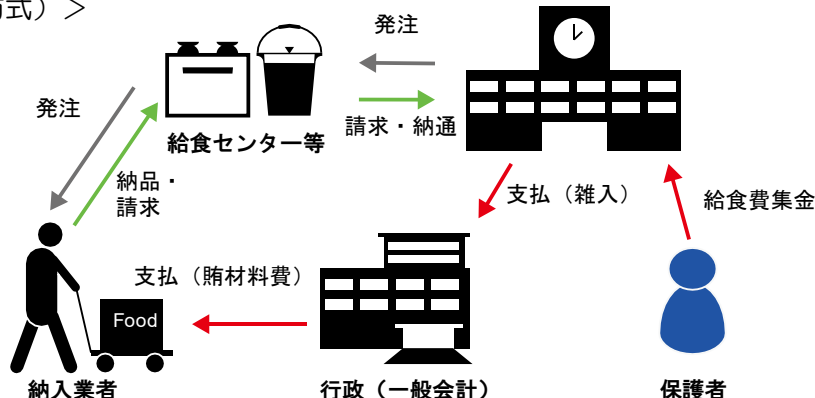 式）＞
発注
発注
給食センター等
請求・納通
納品・
請求
支払（雑入）
給食費集金
支払（賄材料費）
Food
納入業者
行政（一般会計）
保護者